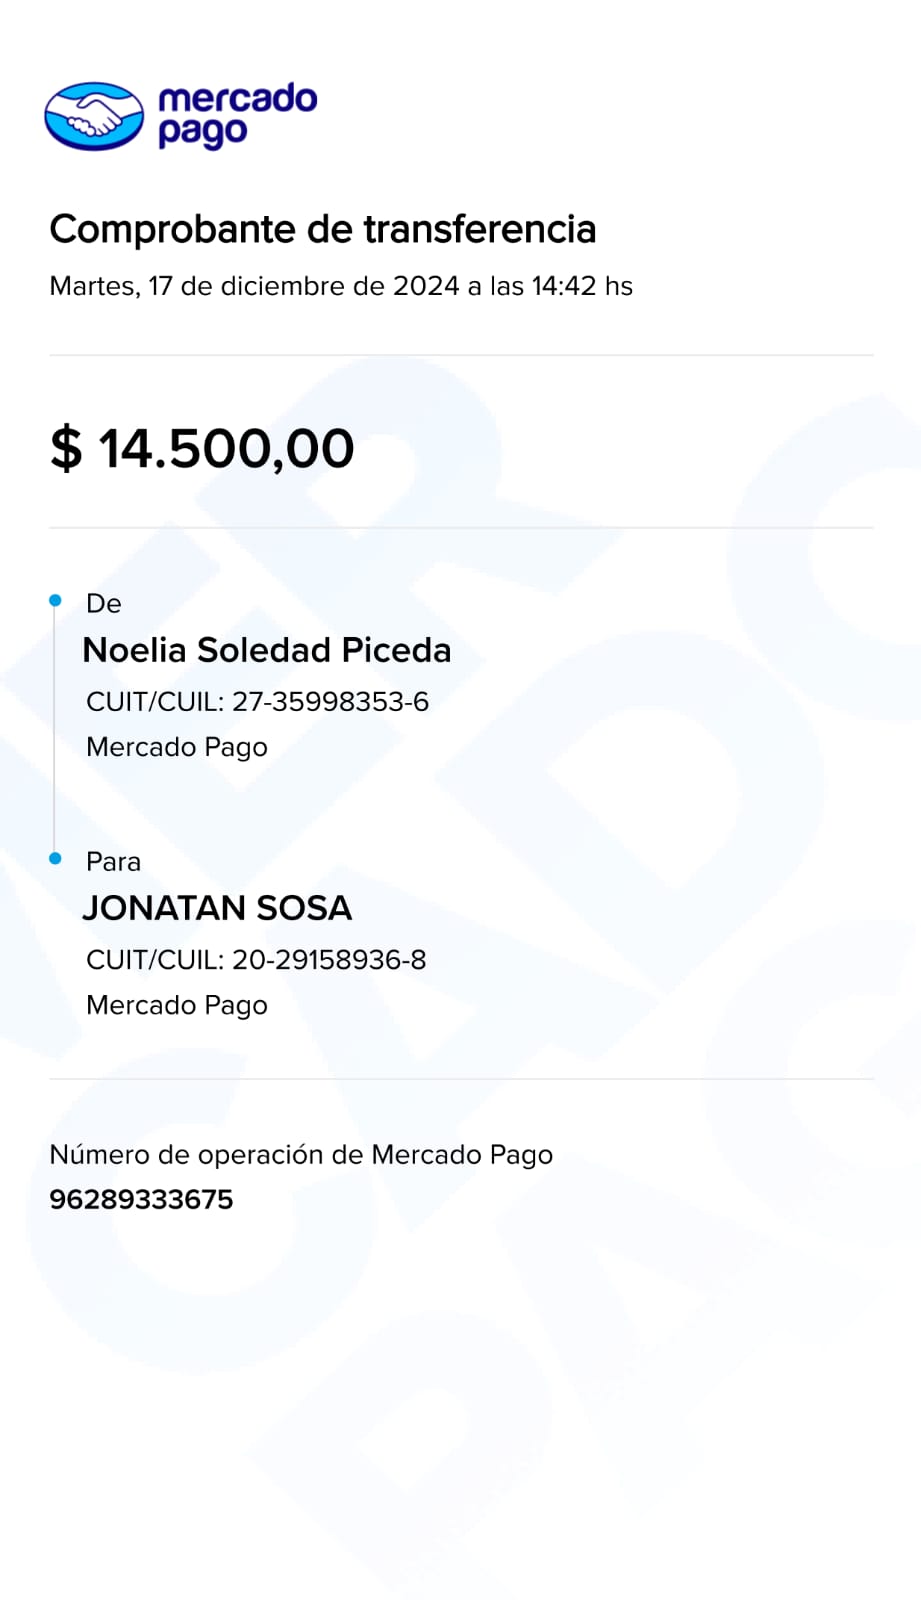 mercado
pago
Comprobante de transferencia
Martes, 17 de diciembre de 2024 a las 14:42 hs
$ 14.500,00
De
Noelia Soledad Piceda
CUIT/CUIL: 27-35998353-6
Mercado Pago
Para
JONATAN SOSA
CUIT/CUIL: 20-29158936-8
Mercado Pago
Número de operación de Mercado Pago
96289333675
MERCADO
PAGO